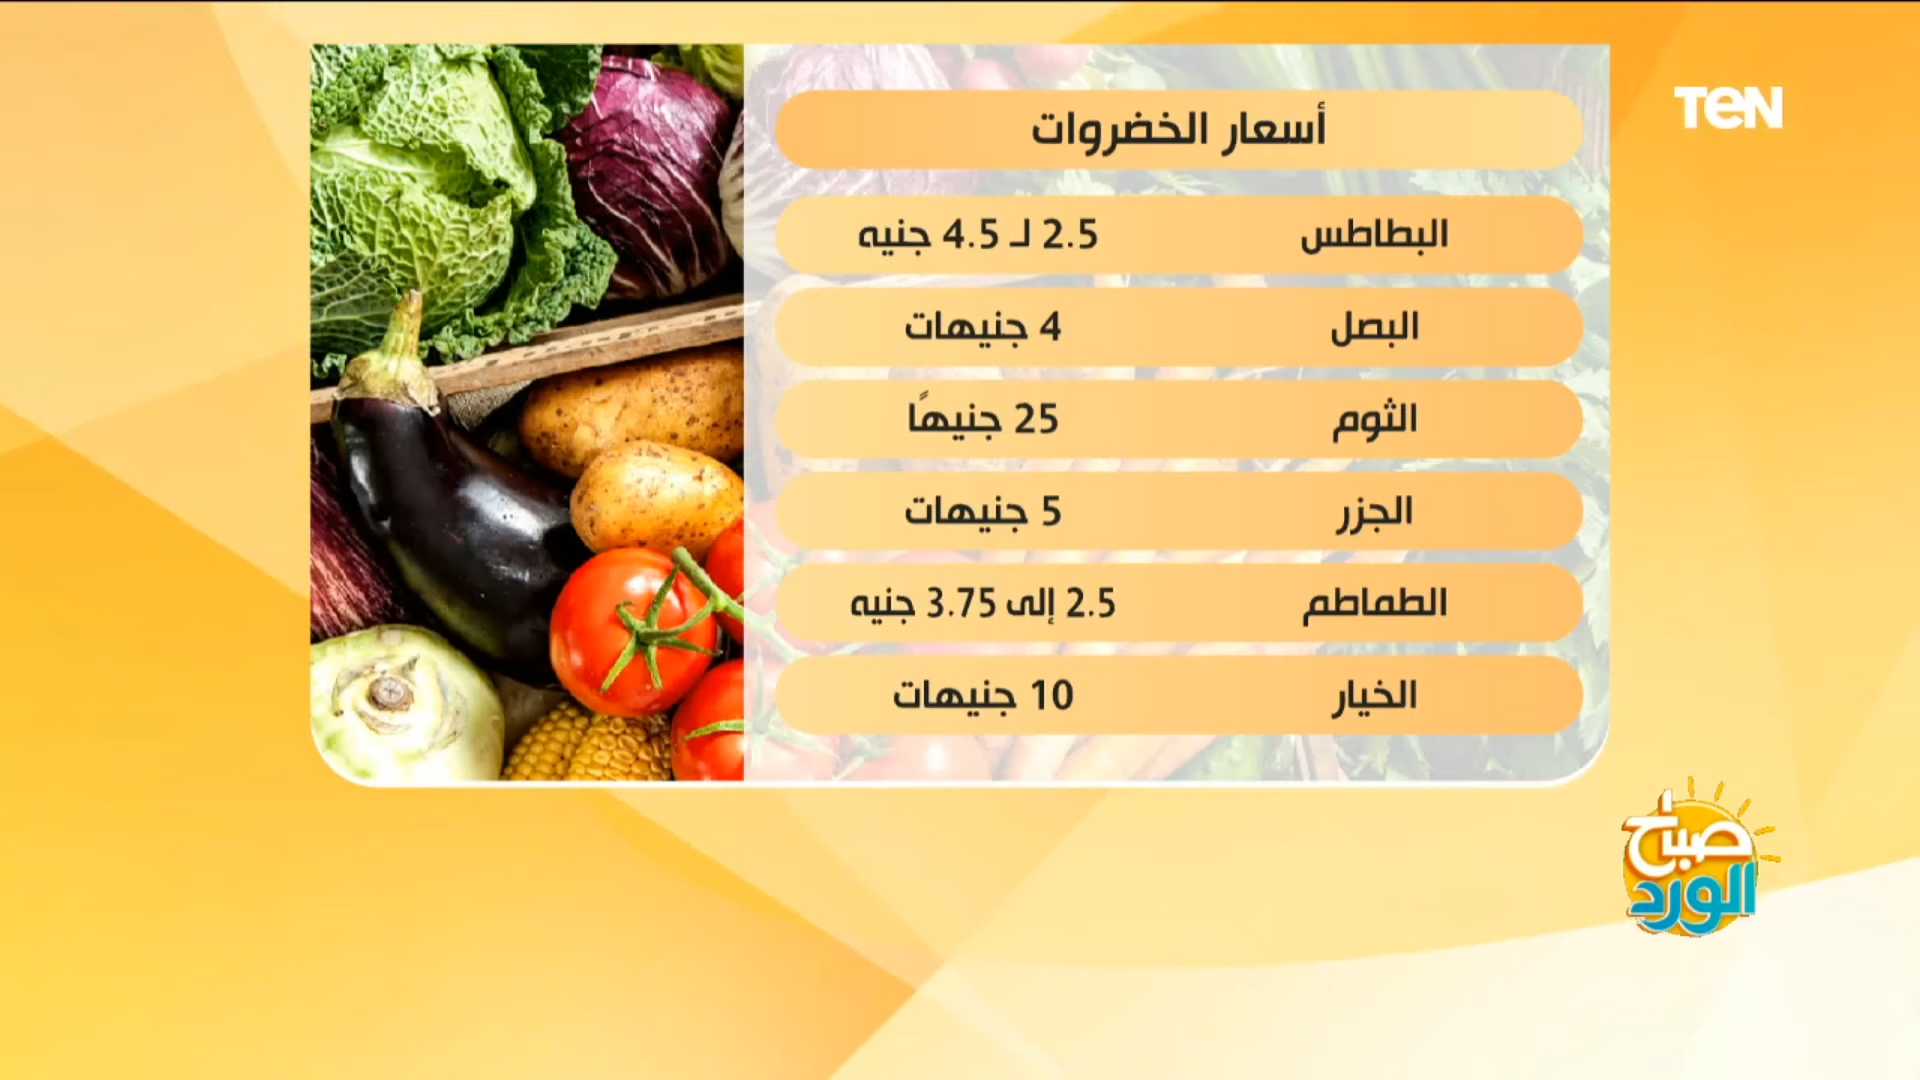 TEN
أسعار الخضروات
البطاطس 2.5 لـ 4.5 جنيه
البصل 4 جنيهات
الثوم 25 جنيهًا
الجزر 5 جنيهات
الطماطم 2.5 إلى 3.75 جنيه
الخيار 10 جنيهات
صباح
الورد